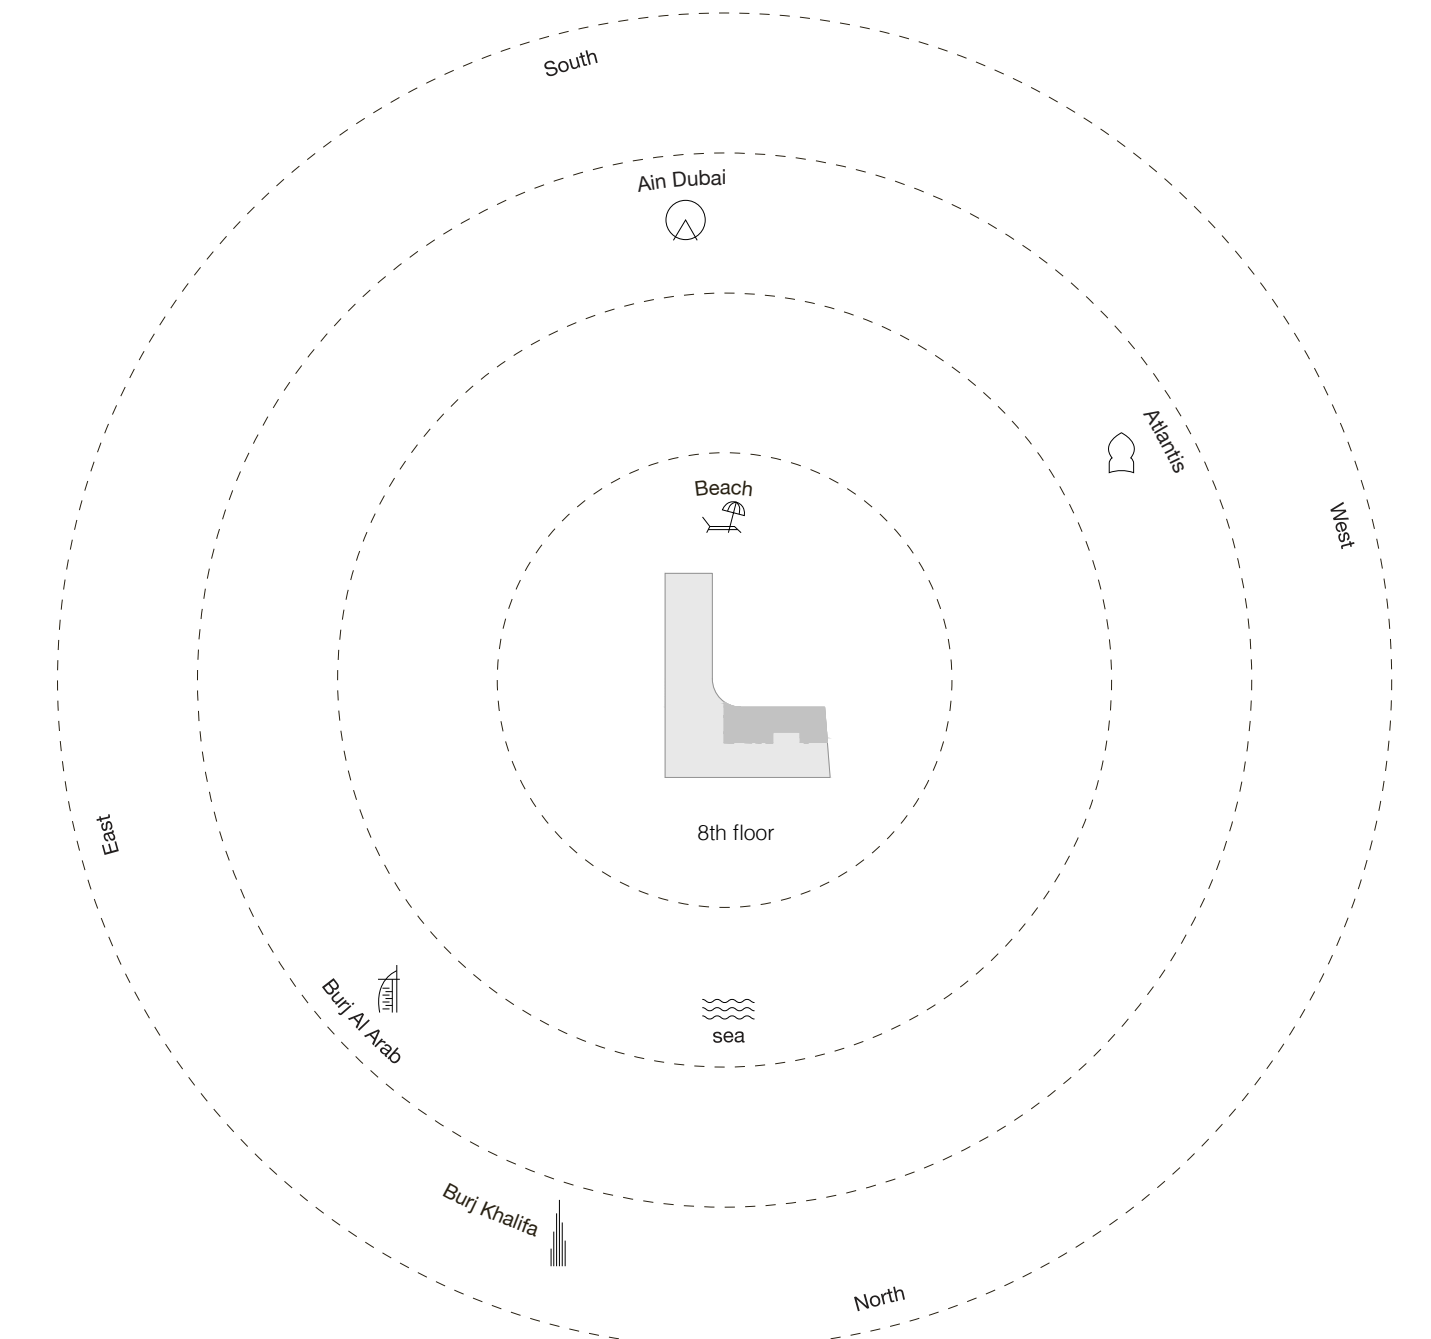 South
Ain Dubai
Atlantis
Beach
West
East
8th floor
Burj Al Arab
sea
Burj Khalifa
North